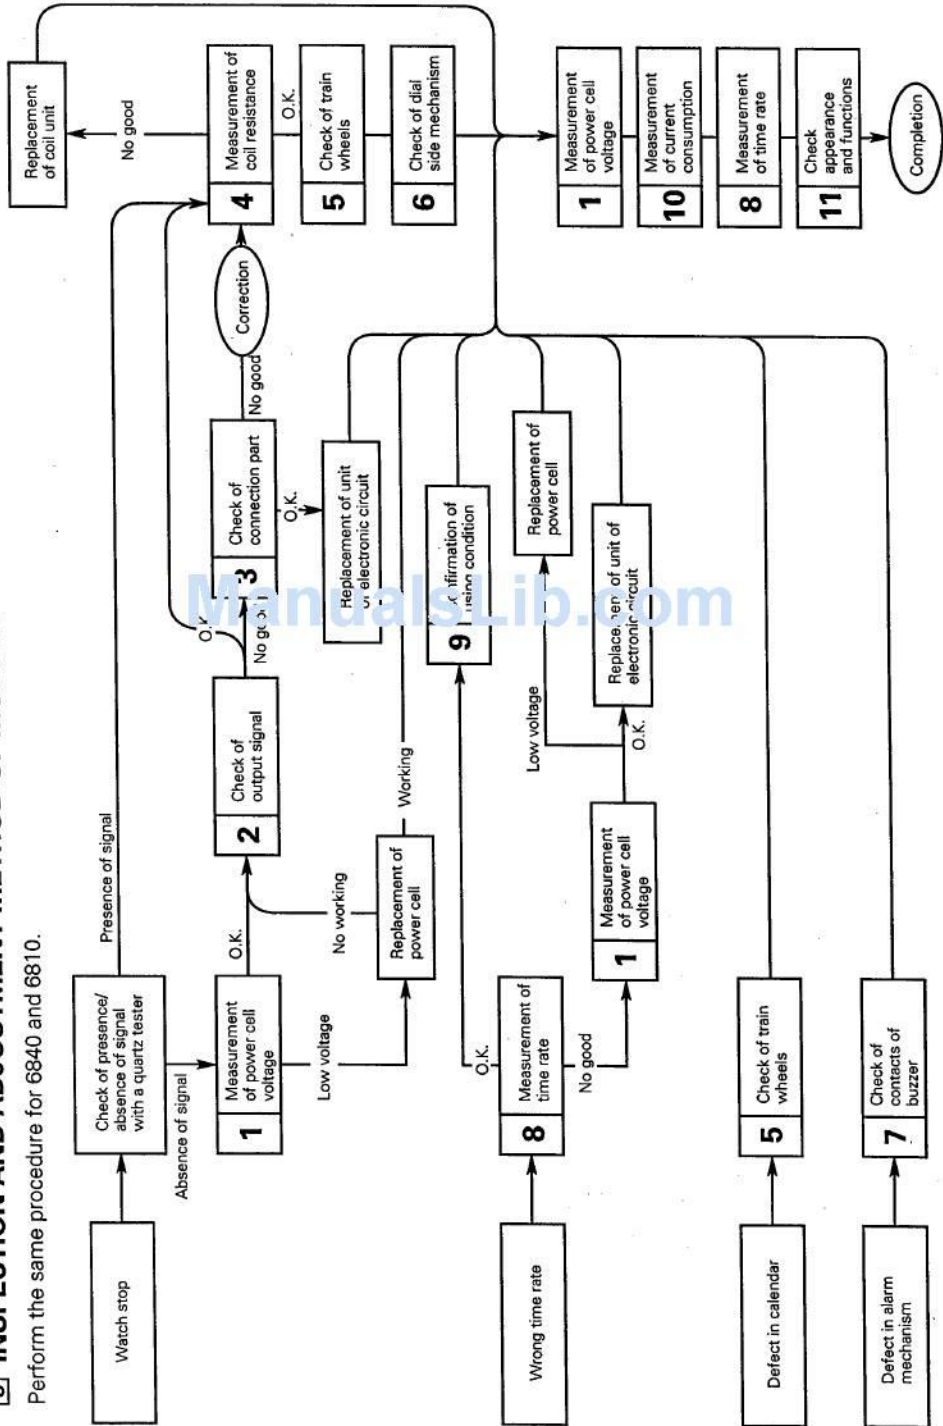 INSPECTION AND ADJUSTMENT METHOD OF
Perform the same procedure for 6840 and 6810.
Watch stop
Check of presence/
absence of signal
with a quartz tester
Presence of signal
Absence of signal
1
Measurement
of power cell
voltage
O.K.
Low voltage
No working
Replacement of
power cell
Working
2
Check of
output signal
O.K.
No good
3
Check of
connection part
No good
Correction
O.K.
Replacement of unit
of electronic circuit
4
Measurement of
coil resistance
No good
Replacement
of coil unit
O.K.
5
Check of train
wheels
6
Check of dial
side mechanism
Wrong time rate
8
Measurement of
time rate
O.K.
No good
9
Confirmation of
using condition
1
Measurement
of power cell
voltage
Low voltage
O.K.
Replacement of
power cell
Replacement of unit of
electronic circuit
Defect in calendar
5
Check of train
wheels
Defect in alarm
mechanism
7
Check of
contacts of
buzzer
1
Measurement
of power cell
voltage
10
Measurement
of current
consumption
8
Measurement
of time rate
11
Check
appearance
and functions
Completion
ManualsLib.com